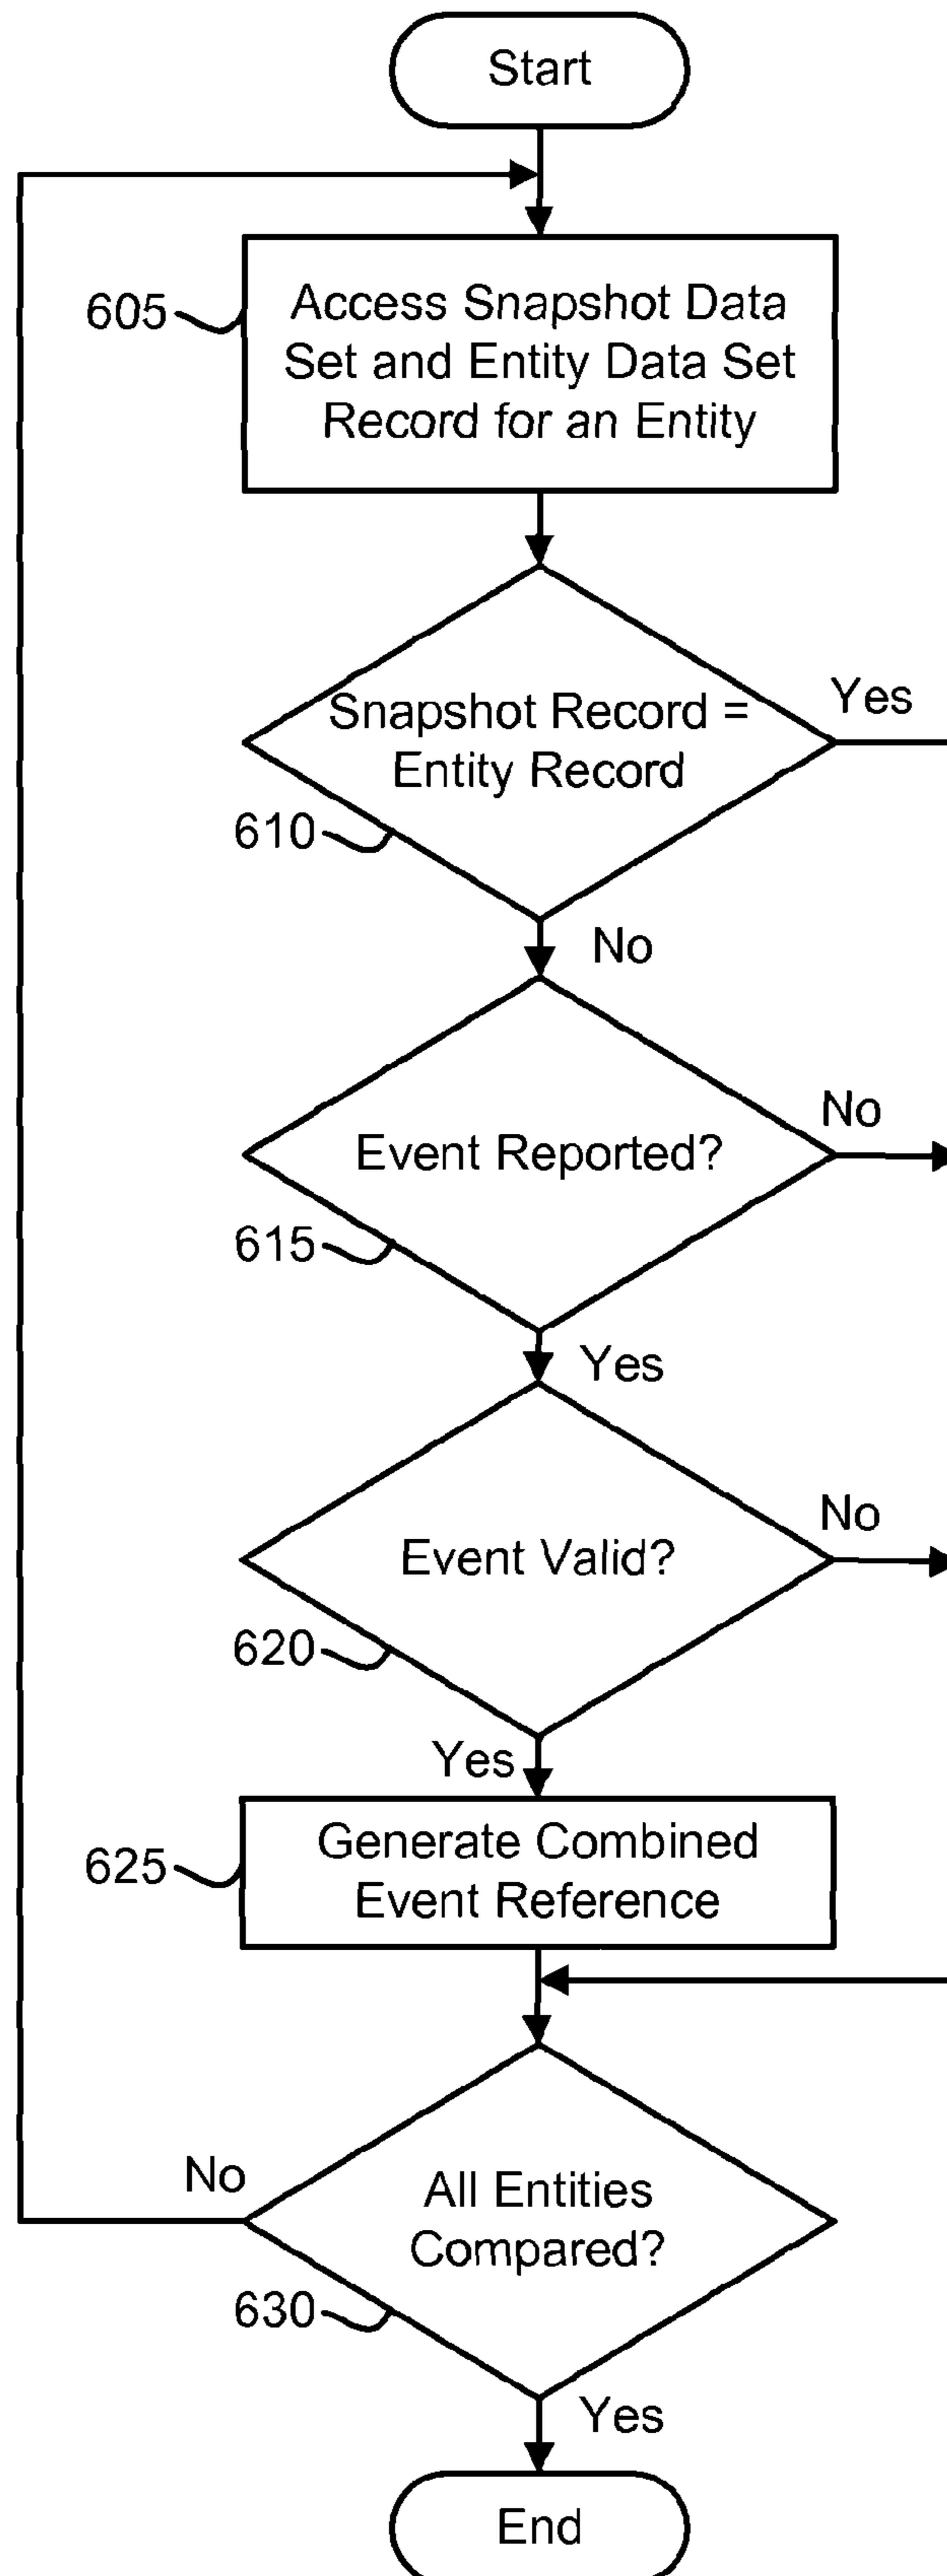 Start
605
Access Snapshot Data
Set and Entity Data Set
Record for an Entity
Snapshot Record =
Entity Record
Yes
610
No
Event Reported?
No
615
Yes
Event Valid?
No
620
Yes
Generate Combined
Event Reference
625
No
All Entities
Compared?
630
Yes
End